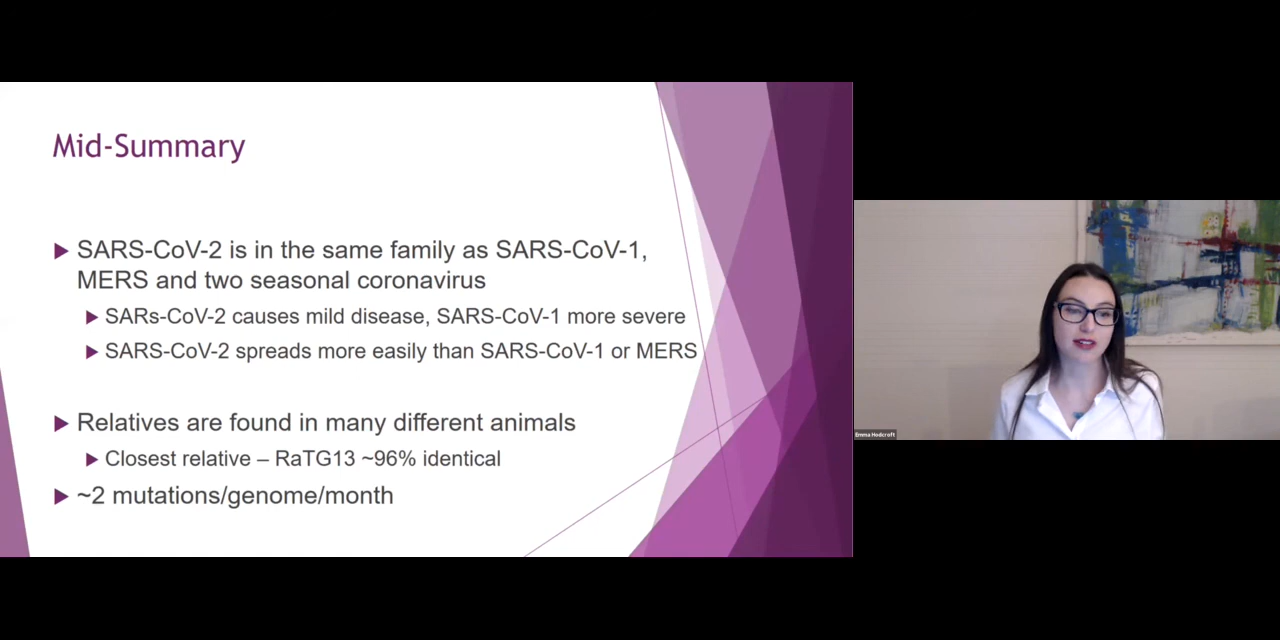 Mid-Summary
SARS-CoV-2 is in the same family as SARS-CoV-1,
MERS and two seasonal coronavirus
SARs-CoV-2 causes mild disease, SARS-CoV-1 more severe
SARS-CoV-2 spreads more easily than SARS-CoV-1 or MERS
Relatives are found in many different animals
Closest relative – RaTG13 ~96% identical
~2 mutations/genome/month
Emma Hodcroft